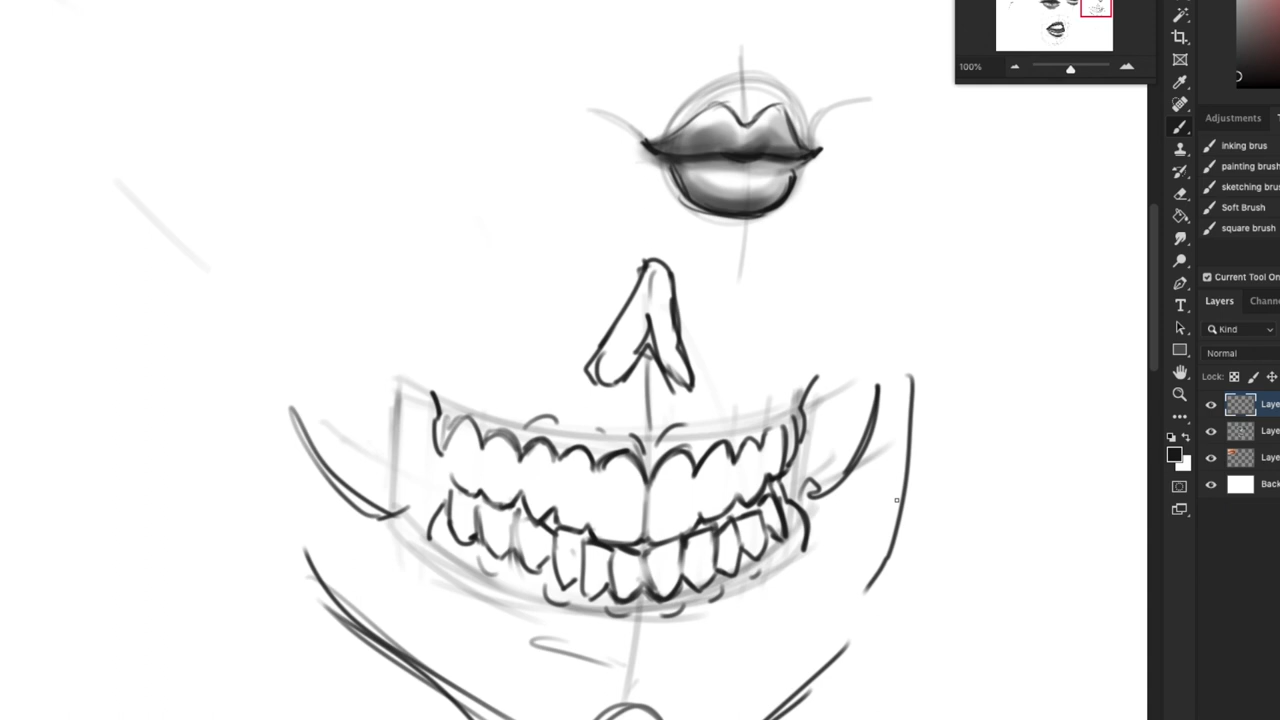 100%
Adjustments
inking brus
painting brush
sketching brus
Soft Brush
square brush
Current Tool On
Layers Chann
Kind
Normal
Lock:
Laye
Laye
Laye
Back